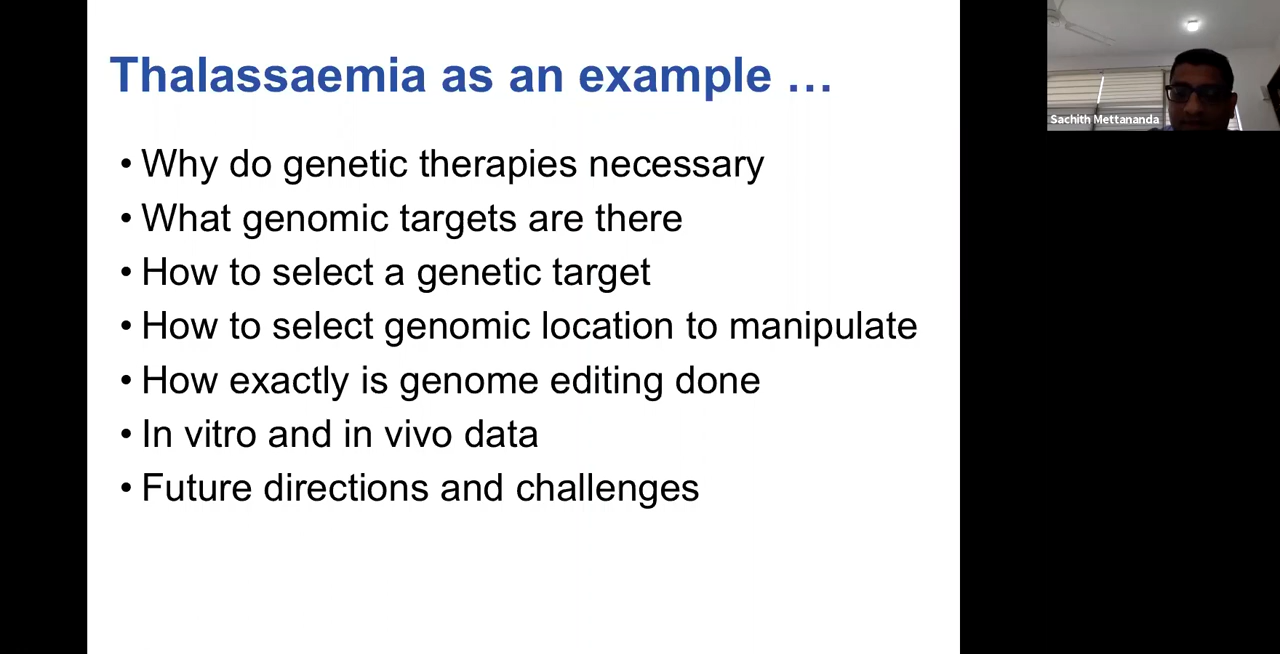 Thalassaemia as an example …
• Why do genetic therapies necessary
• What genomic targets are there
• How to select a genetic target
• How to select genomic location to manipulate
• How exactly is genome editing done
• In vitro and in vivo data
• Future directions and challenges
Sachith Mettananda